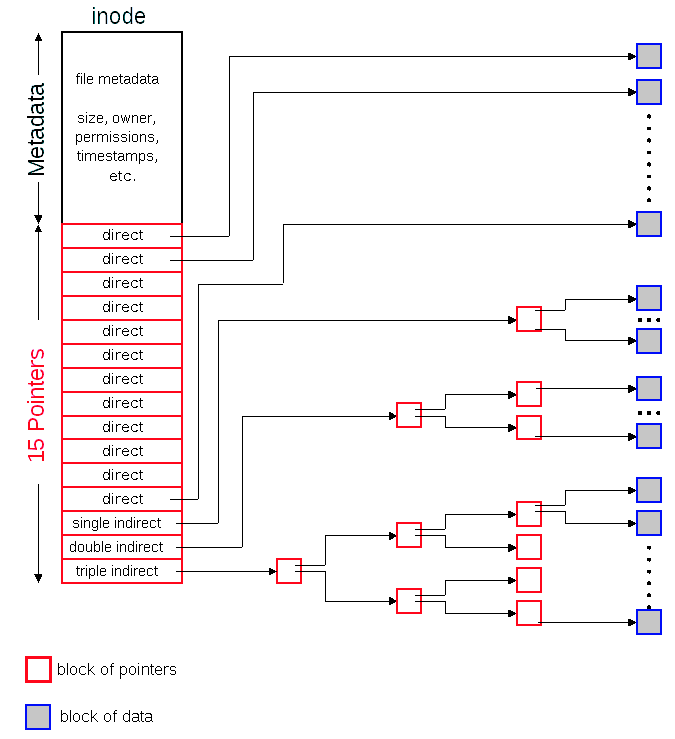 inode
Metadata
file metadata
size, owner,
permissions,
timestamps,
etc.
15 Pointers
direct
direct
direct
direct
direct
direct
direct
direct
direct
direct
direct
direct
single indirect
double indirect
triple indirect
block of pointers
block of data